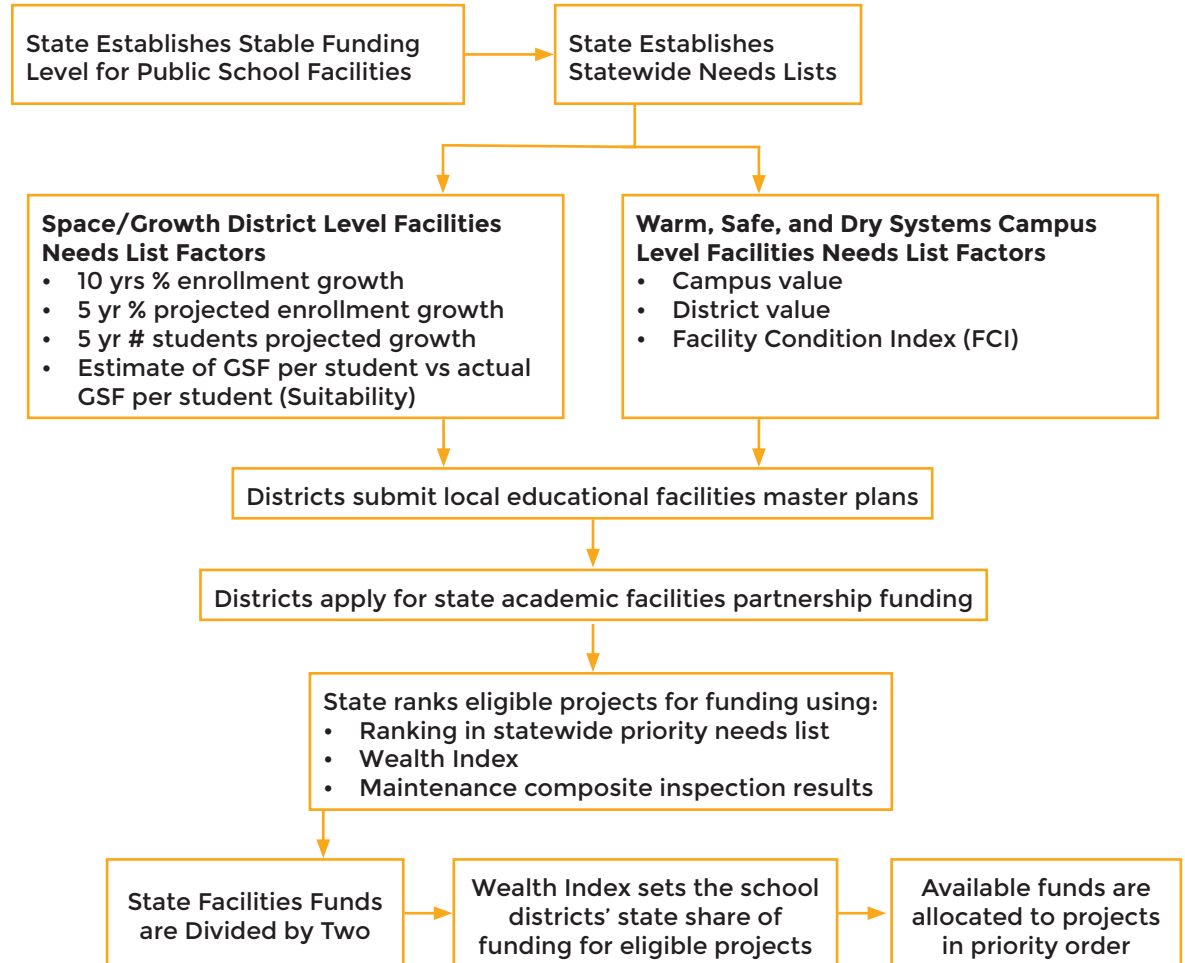 State Establishes Stable Funding
Level for Public School Facilities
State Establishes
Statewide Needs Lists
Space/Growth District Level Facilities
Needs List Factors
• 10 yrs % enrollment growth
• 5 yr % projected enrollment growth
• 5 yr # students projected growth
• Estimate of GSF per student vs actual
GSF per student (Suitability)
Warm, Safe, and Dry Systems Campus
Level Facilities Needs List Factors
• Campus value
• District value
• Facility Condition Index (FCI)
Districts submit local educational facilities master plans
Districts apply for state academic facilities partnership funding
State ranks eligible projects for funding using:
• Ranking in statewide priority needs list
• Wealth Index
• Maintenance composite inspection results
State Facilities Funds
are Divided by Two
Wealth Index sets the school
districts’ state share of
funding for eligible projects
Available funds are
allocated to projects
in priority order